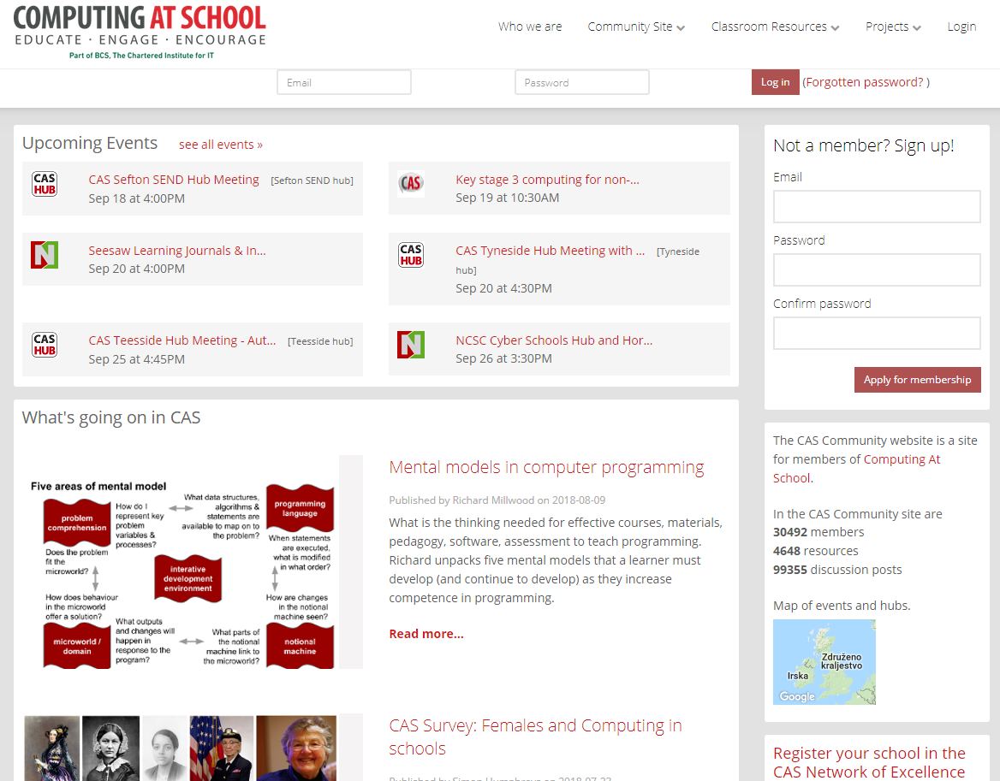 COMPUTING AT SCHOOL
EDUCATE · ENGAGE · ENCOURAGE
Part of BCS, The Chartered Institute for IT
Who we are
Community Site
Classroom Resources
Projects
Login
Email
Password
Log in
(Forgotten password? )
Upcoming Events
see all events »
CAS HUB
CAS Sefton SEND Hub Meeting [Sefton SEND hub]
Sep 18 at 4:00PM
CAS
Key stage 3 computing for non-...
Sep 19 at 10:30AM
N
Seesaw Learning Journals & In...
Sep 20 at 4:00PM
CAS HUB
CAS Tyneside Hub Meeting with ... [Tyneside
hub]
Sep 20 at 4:30PM
CAS HUB
CAS Teesside Hub Meeting - Aut... [Teesside hub]
Sep 25 at 4:45PM
N
NCSC Cyber Schools Hub and Hor...
Sep 26 at 3:30PM
What's going on in CAS
Five areas of mental model
problem
comprehension
How do I
represent key
problem
variables &
processes?
What data structures,
algorithms &
statements are
available to map on to
the problem?
programming
language
Does the problem
fit the
microworld?
When statements
are executed,
what is modified
in what order?
interative
development
environment
How does behaviour
in the microworld
offer a solution?
How are changes
in the notional
machine seen?
microworld /
domain
What outputs
and changes will
happen in
response to the
program?
What parts of
the notional
machine link to
the microworld?
notional
machine
Mental models in computer programming
Published by Richard Millwood on 2018-08-09
What is the thinking needed for effective courses, materials,
pedagogy, software, assessment to teach programming.
Richard unpacks five mental models that a learner must
develop (and continue to develop) as they increase
competence in programming.
Read more...
CAS Survey: Females and Computing in
schools
Published by Simon Humphreys on 2018-07-23
Not a member? Sign up!
Email
Password
Confirm password
Apply for membership
The CAS Community website is a site
for members of Computing At
School.
In the CAS Community site are
30492 members
4648 resources
99355 discussion posts
Map of events and hubs.
Združeno
kraljestvo
Irska
Google
Register your school in the
CAS Network of Excellence